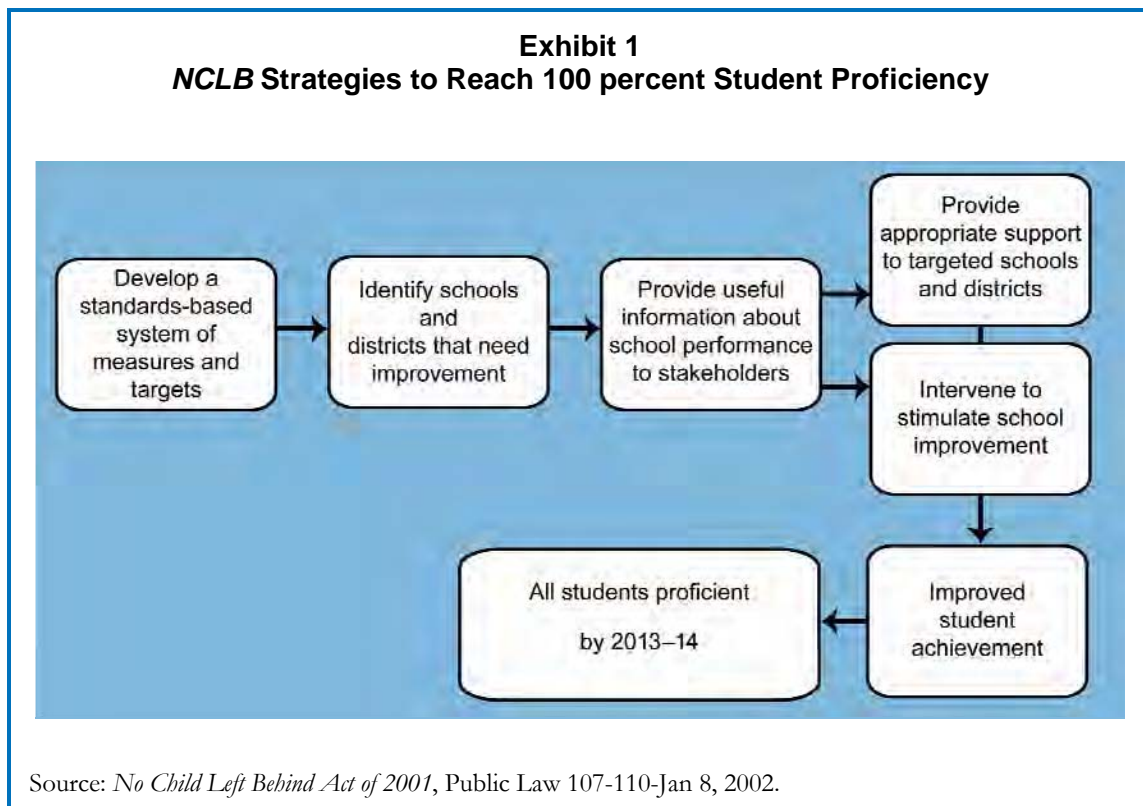 Exhibit 1
NCLB Strategies to Reach 100 percent Student Proficiency
Develop a
standards-based
system of
measures and
targets
Identify schools
and
districts that need
improvement
Provide useful
information about
school performance
to stakeholders
Provide
appropriate support
to targeted schools
and districts
Intervene to
stimulate school
improvement
Improved
student
achievement
All students proficient
by 2013–14
Source: No Child Left Behind Act of 2001, Public Law 107-110-Jan 8, 2002.